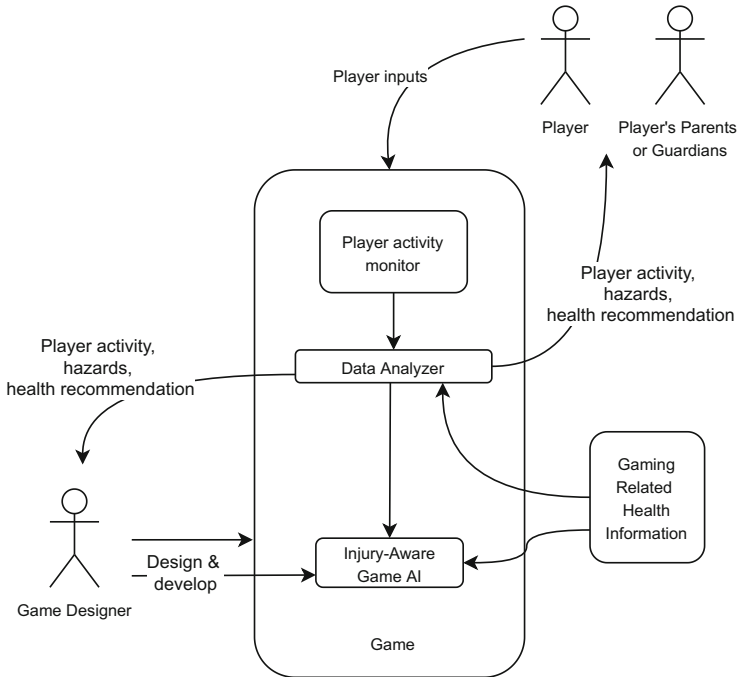 Player inputs
Player
Player's Parents
or Guardians
Player activity
monitor
Player activity,
hazards,
health recommendation
Data Analyzer
Player activity,
hazards,
health recommendation
Gaming
Related
Health
Information
Injury-Aware
Game AI
Design &
develop
Game Designer
Game